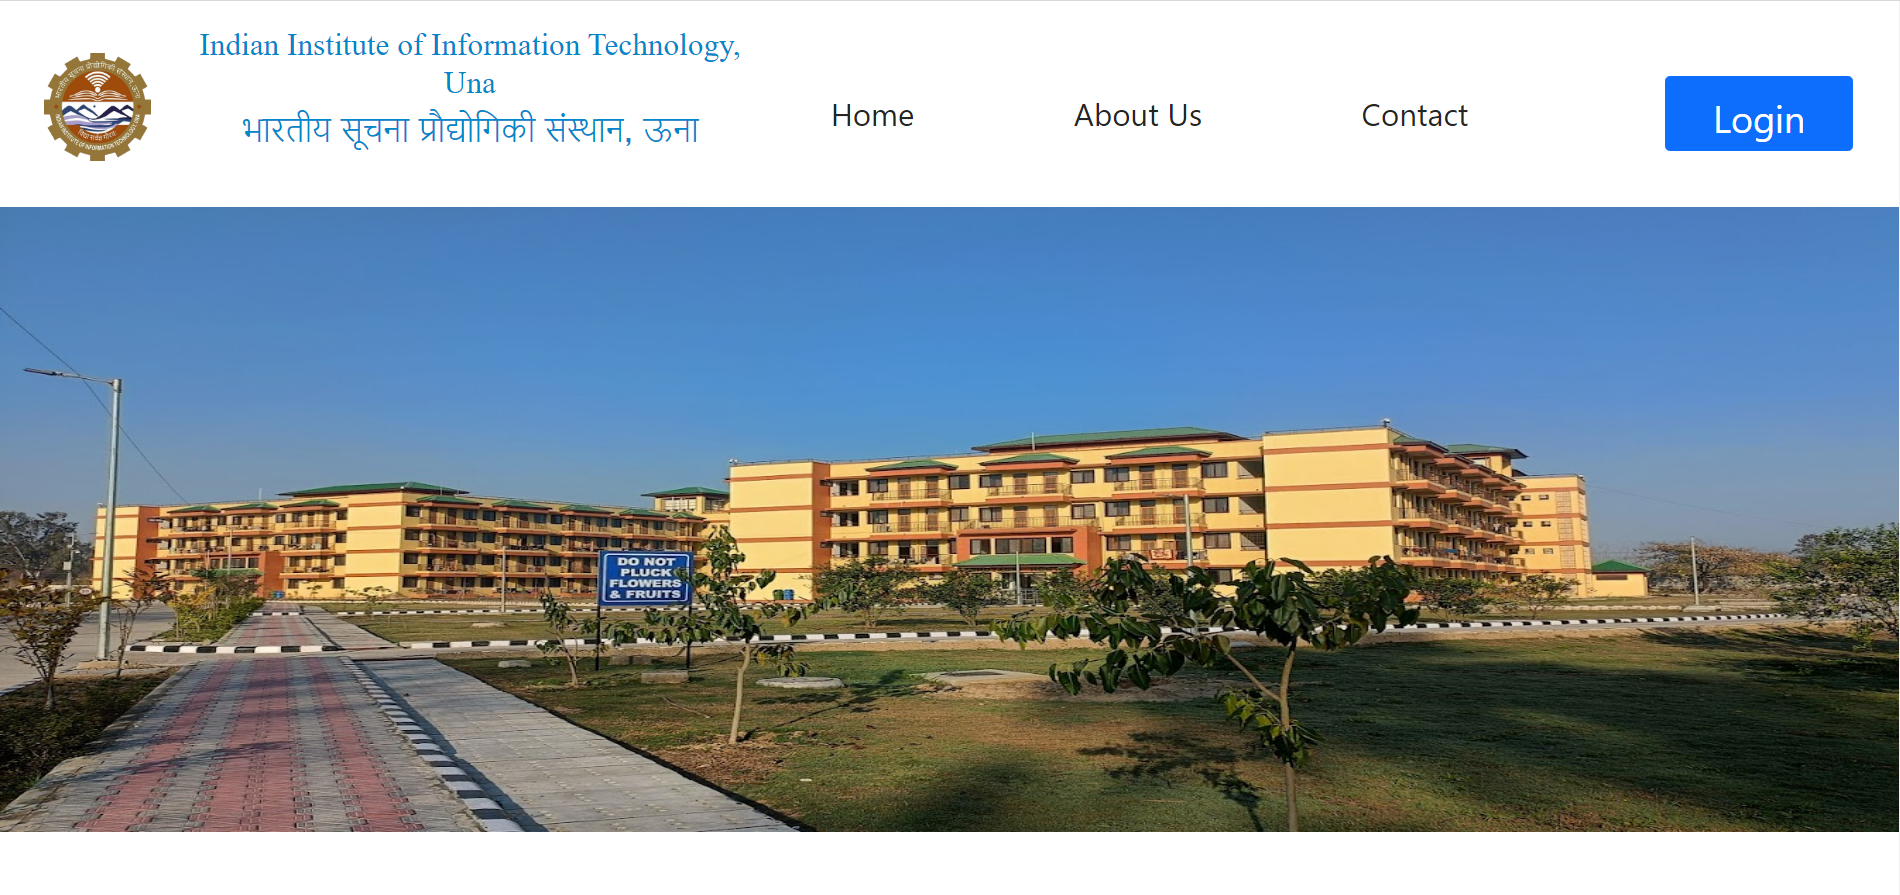 Indian Institute of Information Technology,
Una
भारतीय सूचना प्रौद्योगिकी संस्थान, ऊना
Home
About Us
Contact
Login
DO NOT
PLUCK
FLOWERS
& FRUITS